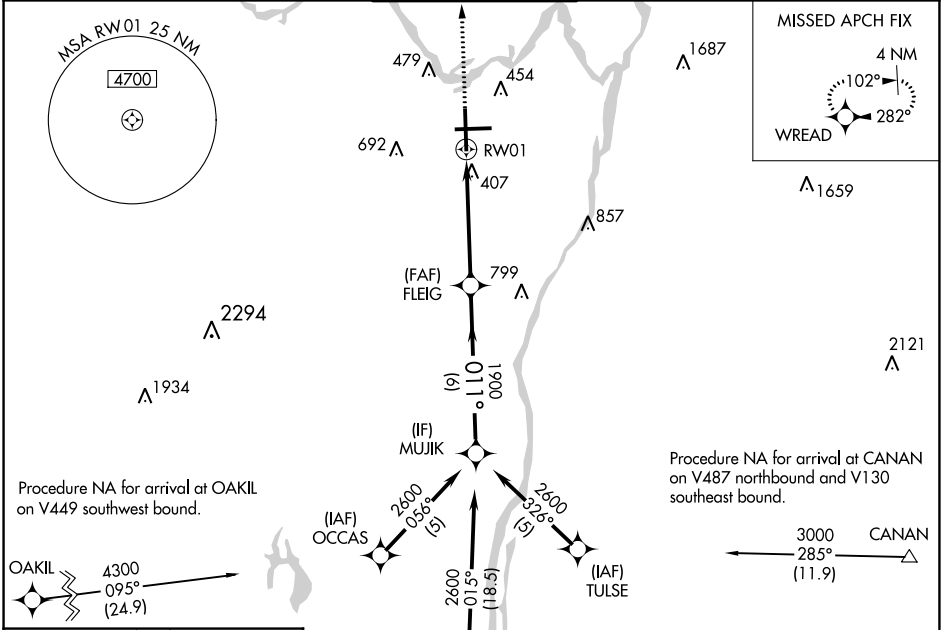 MSA RW01 25 NM
4700
479
454
1687
MISSED APCH FIX
4 NM
102°
282°
WREAD
692
RW01
407
1659
857
(FAF)
FLEIG
799
2294
1934
2121
1900
011°
(9)
(IF)
MUJIK
Procedure NA for arrival at OAKIL
on V449 southwest bound.
Procedure NA for arrival at CANAN
on V487 northbound and V130
southeast bound.
(IAF)
OCCAS
2600
056°
(5)
2600
326°
(5)
(IAF)
TULSE
2600
015°
(18.5)
OAKIL
4300
095°
(24.9)
3000
285°
(11.9)
CANAN